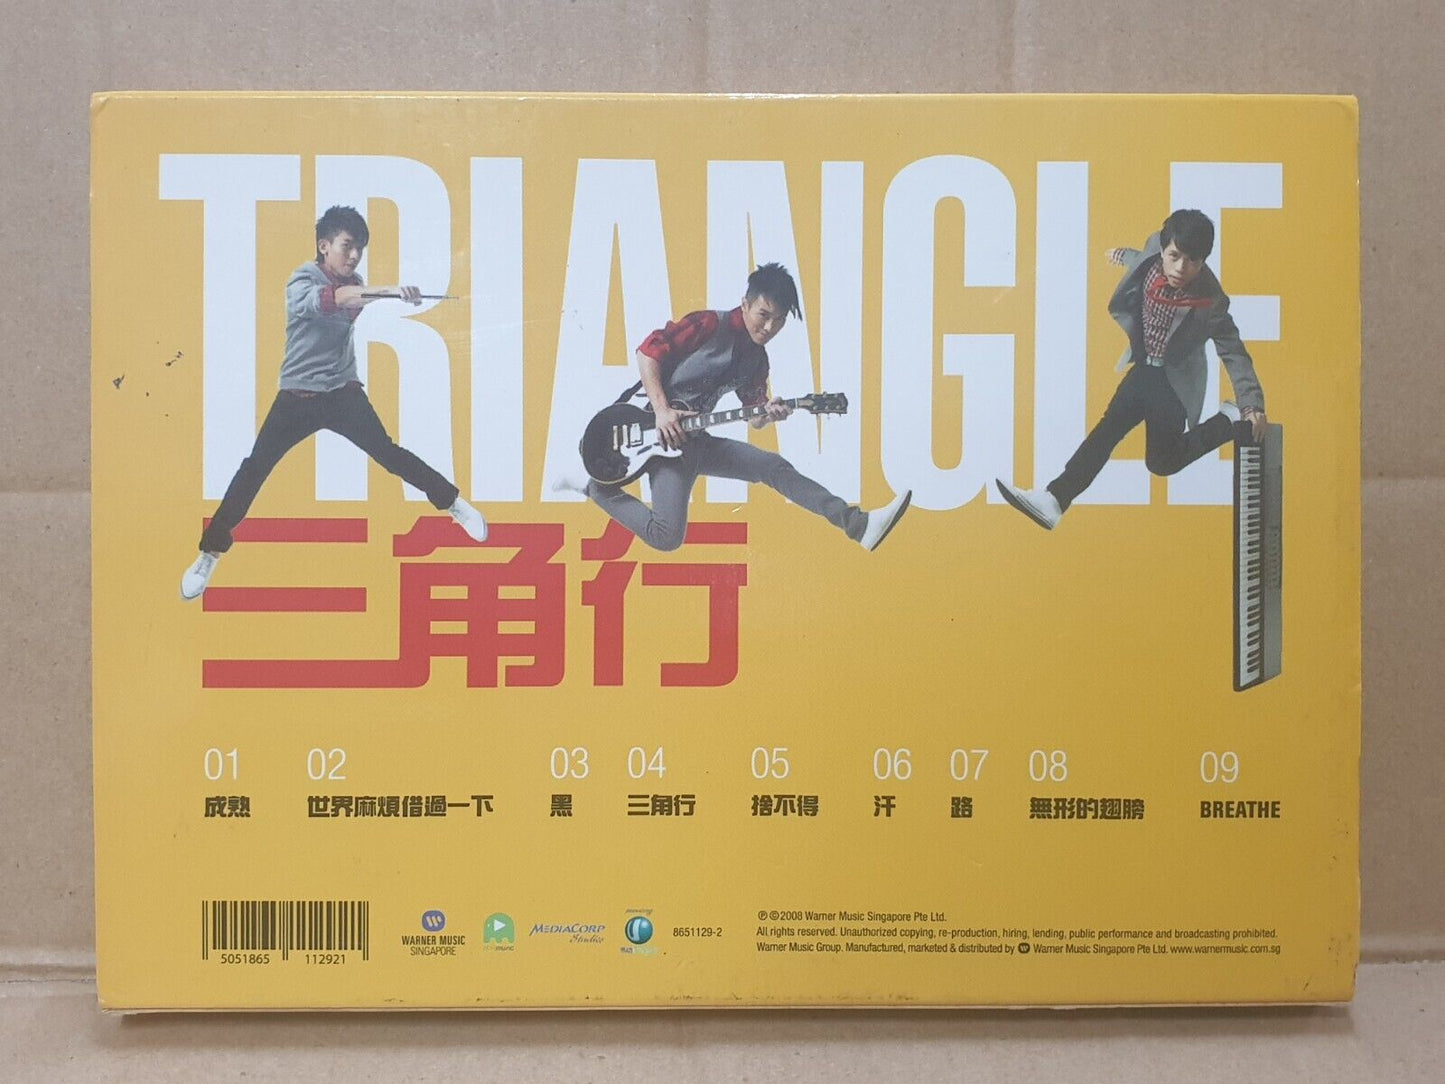 TRIANGLE
三角行
01 02 03 04 05 06 07 08 09
成熟 世界麻煩借過一下 黑 三角行 捨不得 汗 路 無形的翅膀 BREATHE
5051865 112921
WARNER MUSIC
SINGAPORE
music
MEDIACORP
Studios
8651129-2
℗©2008 Warner Music Singapore Pte Ltd.
All rights reserved. Unauthorized copying, re-production, hiring, lending, public performance and broadcasting prohibited.
Warner Music Group. Manufactured, marketed & distributed by Warner Music Singapore Pte Ltd. www.warnermusic.com.sg